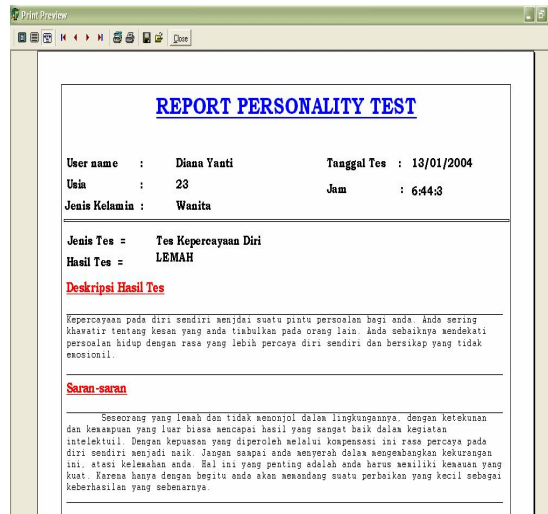 Print Preview
Close
REPORT PERSONALITY TEST
User name : Diana Yanti Tanggal Tes : 13/01/2004
Usia : 23 Jam : 6:44:3
Jenis Kelamin : Wanita
Jenis Tes = Tes Kepercayaan Diri
Hasil Tes = LEMAH
Deskripsi Hasil Tes
Kepercayaan pada diri sendiri menjdai suatu pintu persoalan bagi anda. Anda sering
khavatir tentang kesan yang anda timbulkan pada orang lain. Anda sebaiknya mendekati
persoalan hidup dengan rasa yang lebih percaya diri sendiri dan bersikap yang tidak
emosionil.
Saran-saran
Seseorang yang lemah dan tidak menonjol dalam lingkungannya, dengan ketekunan
dan kemampuan yang luar biasa mencapai hasil yang sangat baik dalam kegiatan
intelektuil. Dengan kepuasan yang diperoleh melalui kompensasi ini rasa percaya pada
diri sendiri menjadi naik. Jangan sampai anda menyerah dalam mengembangkan kekurangan
ini, atasi kelemahan anda. Hal ini yang penting adalah anda harus memiliki kemauan yang
kuat. Karena hanya dengan begitu anda akan memandang suatu perbaikan yang kecil sebagai
keberhasilan yang sebenarnya.